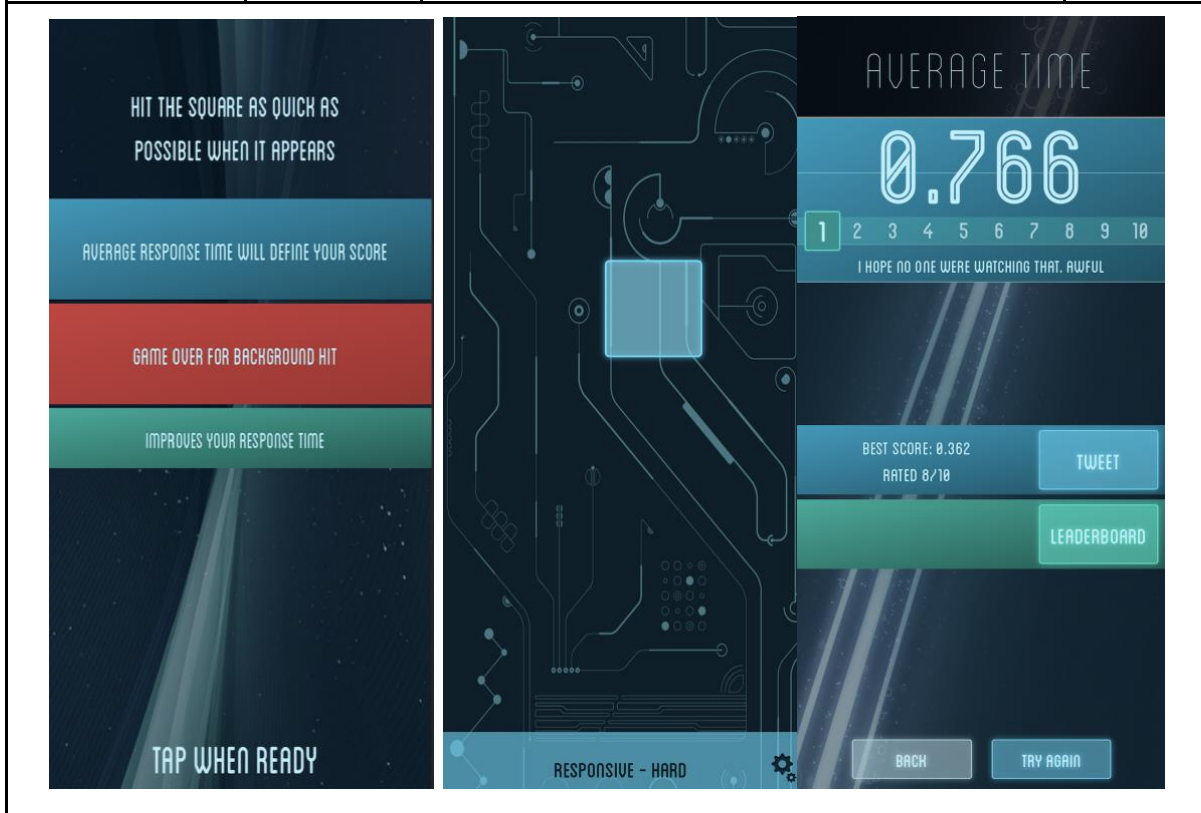 HIT THE SQUARE AS QUICK AS
POSSIBLE WHEN IT APPEARS
AVERAGE RESPONSE TIME WILL DEFINE YOUR SCORE
GAME OVER FOR BACKGROUND HIT
IMPROVES YOUR RESPONSE TIME
TAP WHEN READY
RESPONSIVE - HARD
AVERAGE TIME
0.766
1 2 3 4 5 6 7 8 9 10
I HOPE NO ONE WERE WATCHING THAT. AWFUL
BEST SCORE: 0.362
RATED 8/10
TWEET
LEADERBOARD
BACK
TRY AGAIN